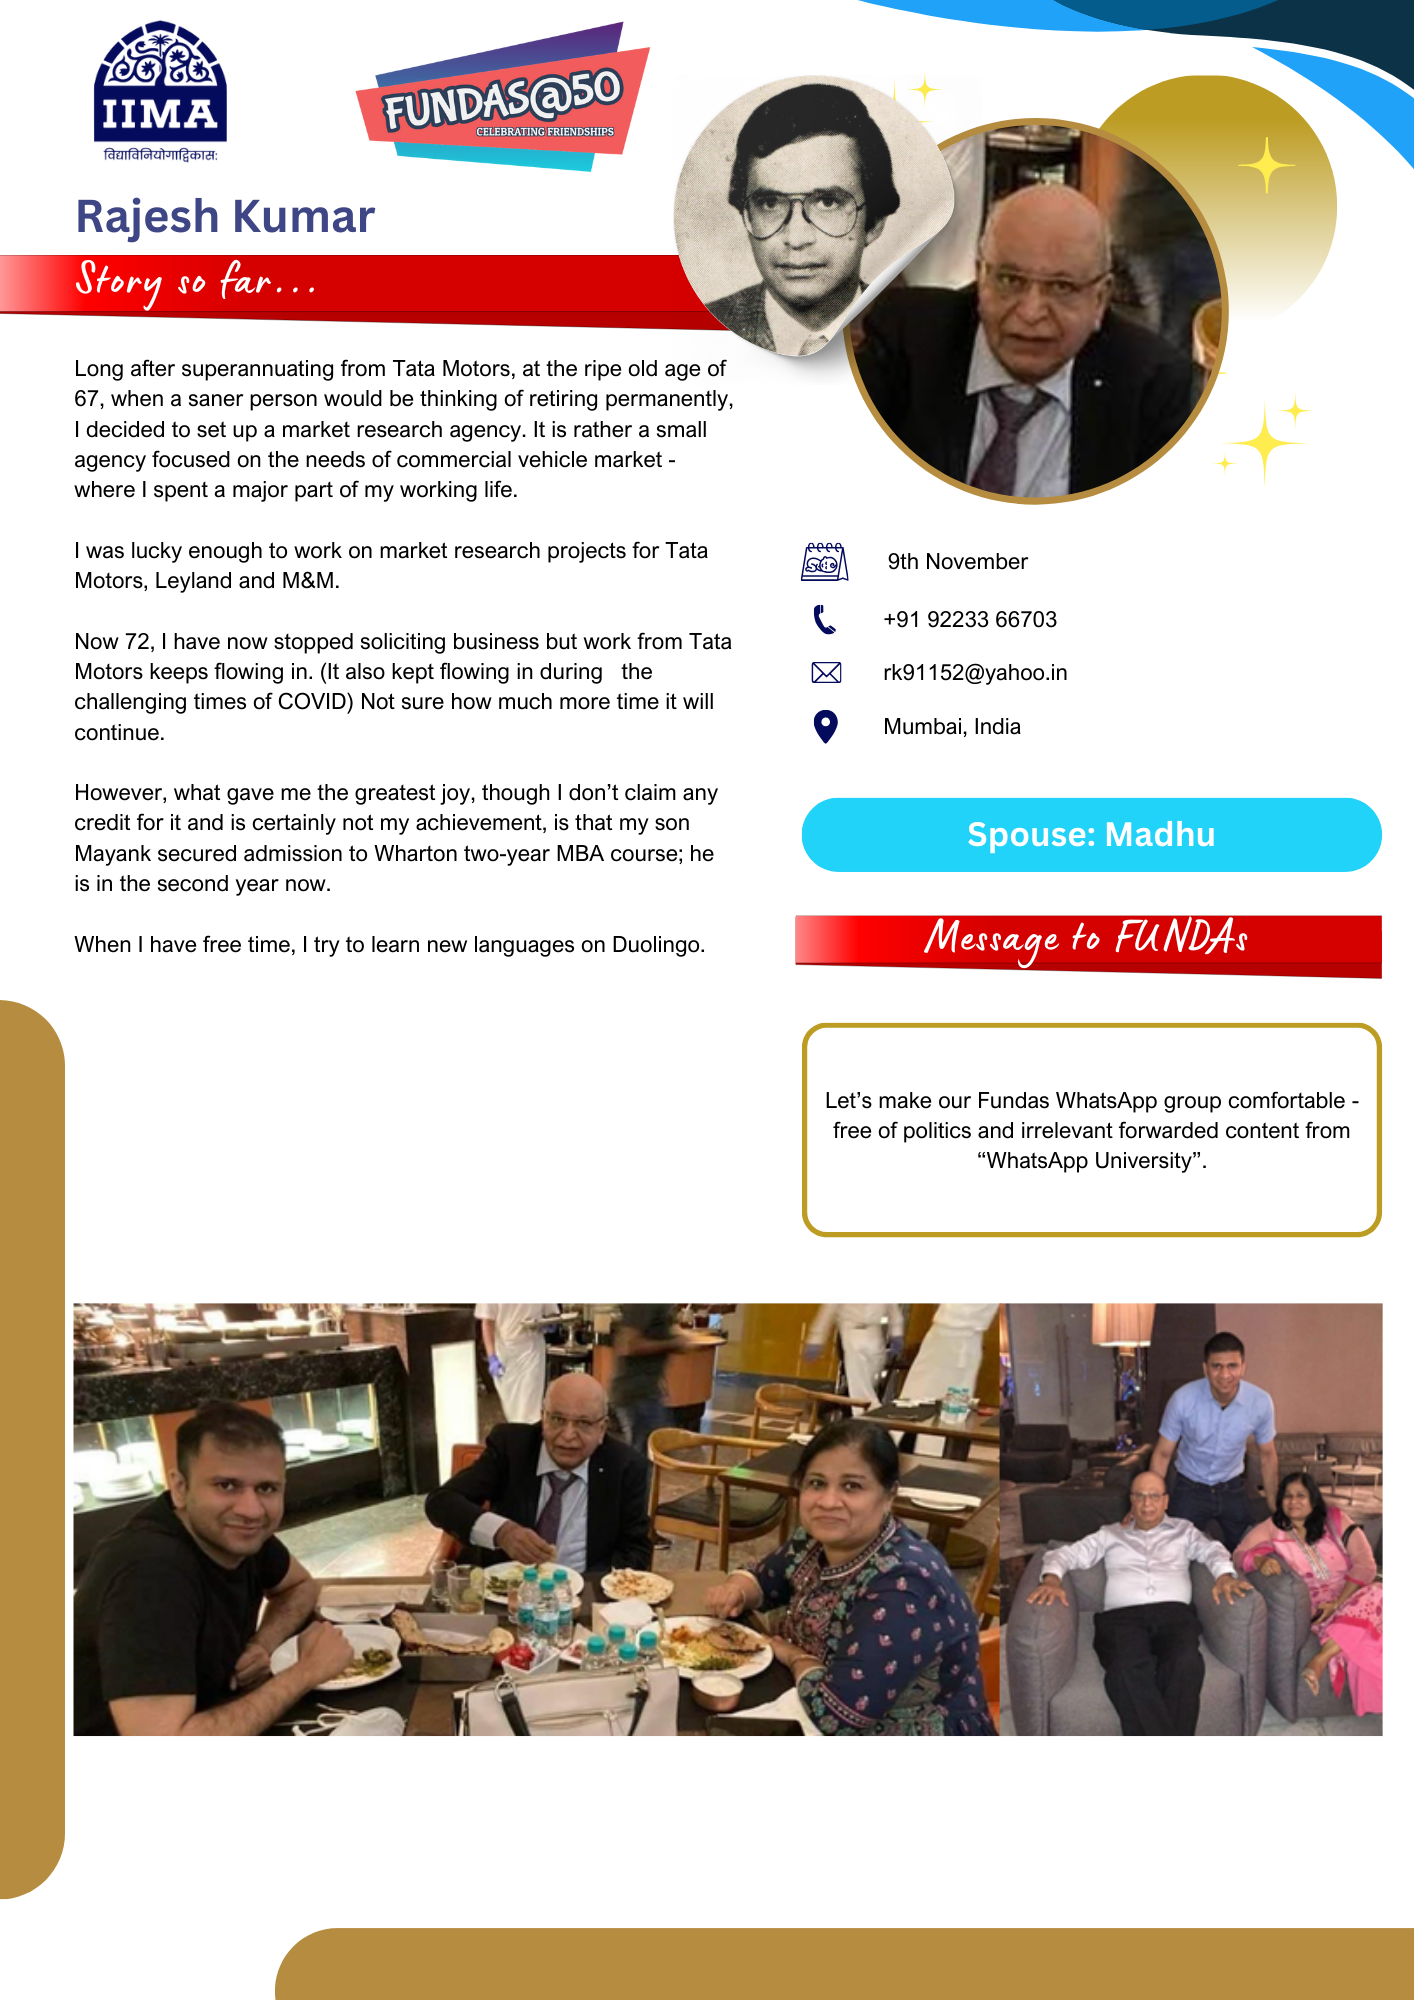 IIMA
विद्याविनियोगाद्विकास:
FUNDAS@50
CELEBRATING FRIENDSHIPS
Rajesh Kumar
Story so far...
Long after superannuating from Tata Motors, at the ripe old age of
67, when a saner person would be thinking of retiring permanently,
I decided to set up a market research agency. It is rather a small
agency focused on the needs of commercial vehicle market -
where I spent a major part of my working life.
I was lucky enough to work on market research projects for Tata
Motors, Leyland and M&M.
Now 72, I have now stopped soliciting business but work from Tata
Motors keeps flowing in. (It also kept flowing in during the
challenging times of COVID) Not sure how much more time it will
continue.
However, what gave me the greatest joy, though I don’t claim any
credit for it and is certainly not my achievement, is that my son
Mayank secured admission to Wharton two-year MBA course; he
is in the second year now.
When I have free time, I try to learn new languages on Duolingo.
9th November
+91 92233 66703
rk91152@yahoo.in
Mumbai, India
Spouse: Madhu
Message to FUNDAs
Let’s make our Fundas WhatsApp group comfortable -
free of politics and irrelevant forwarded content from
“WhatsApp University”.